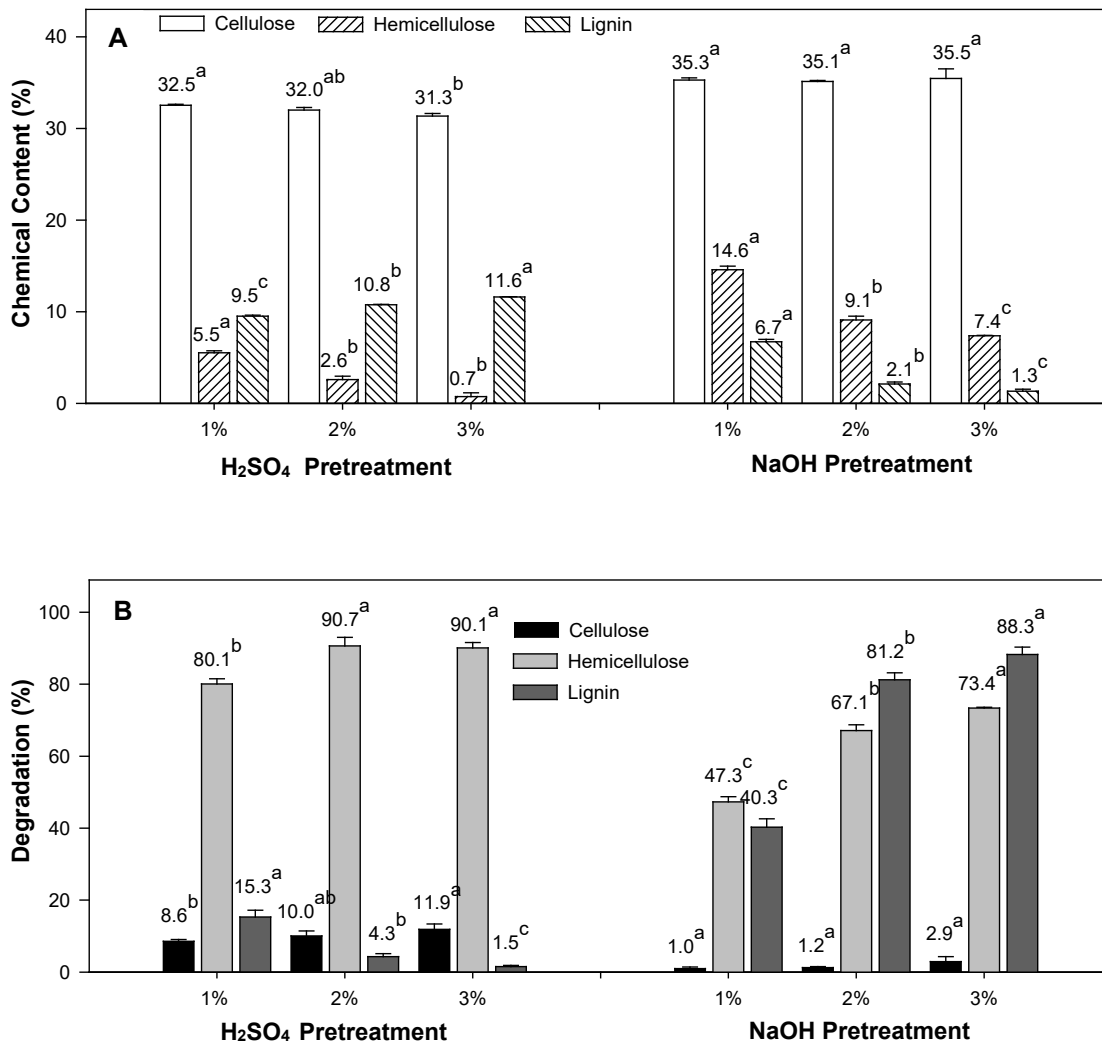 A
Cellulose Hemicellulose Lignin
Chemical Content (%)
40
30
20
10
0
32.5a 32.0ab 31.3b 35.3a 35.1a 35.5a
5.5a 9.5c 2.6b 10.8b 0.7b 11.6a 14.6a 6.7a 9.1b 2.1b 7.4c 1.3c
1% 2% 3% 1% 2% 3%
H₂SO₄ Pretreatment NaOH Pretreatment
B
Cellulose
Hemicellulose
Lignin
Degradation (%)
100
80
60
40
20
0
8.6b 80.1b 15.3a 10.0ab 90.7a 4.3b 11.9a 90.1a 1.5c 1.0a 47.3c 40.3c 1.2a 67.1b 81.2b 2.9a 73.4a 88.3a
1% 2% 3% 1% 2% 3%
H₂SO₄ Pretreatment NaOH Pretreatment